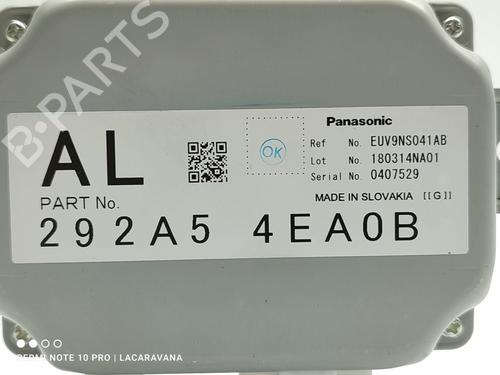 B-PARTS
Panasonic
AL
OK
Ref No. EUV9NS041AB
Lot No. 180314NA01
Serial No. 0407529
PART No.
MADE IN SLOVAKIA [[G]]
292A5 4EA0B
REDMI NOTE 10 PRO | LACARAVANA